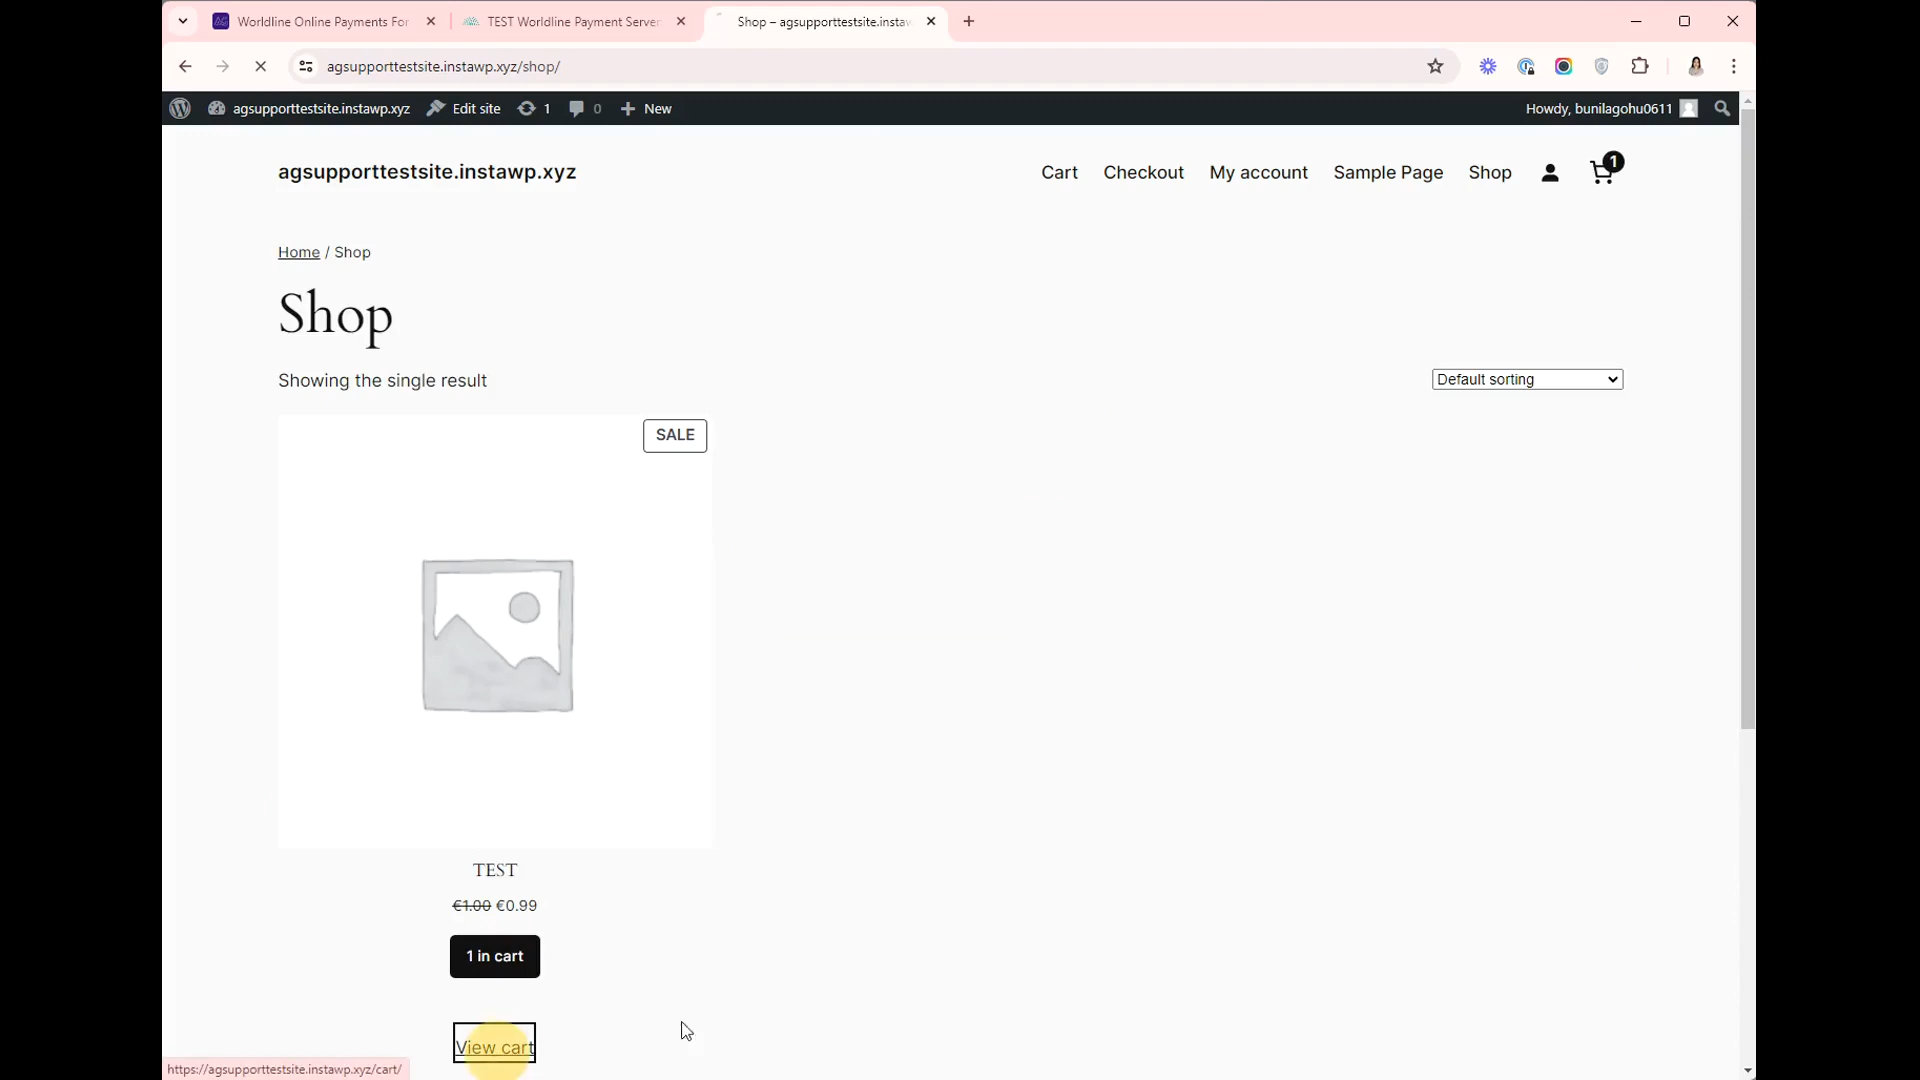 Worldline Online Payments For
TEST Worldline Payment Server
Shop – agsupporttestsite.instaw
agsupporttestsite.instawp.xyz/shop/
agsupporttestsite.instawp.xyz
Edit site
1
0
New
Howdy, bunilagohu0611
agsupporttestsite.instawp.xyz
Cart
Checkout
My account
Sample Page
Shop
1
Home / Shop
Shop
Showing the single result
Default sorting
SALE
TEST
€1.00 €0.99
1 in cart
View cart
https://agsupporttestsite.instawp.xyz/cart/